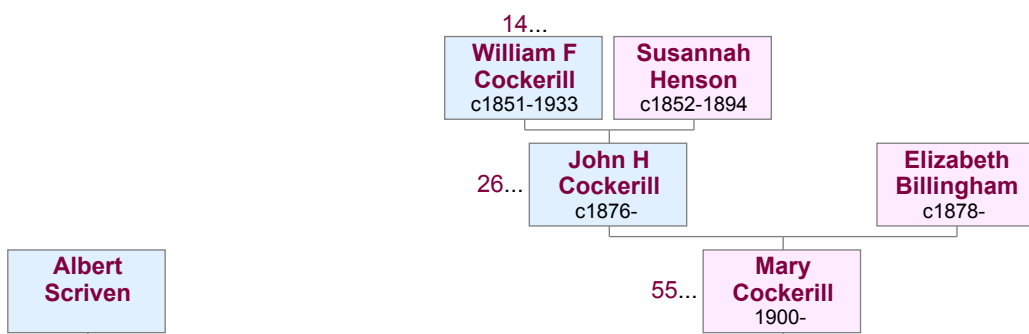 14...
William F
Cockerill
c1851-1933
Susannah
Henson
c1852-1894
26...
John H
Cockerill
c1876-
Elizabeth
Billingham
c1878-
Albert
Scriven
55...
Mary
Cockerill
1900-